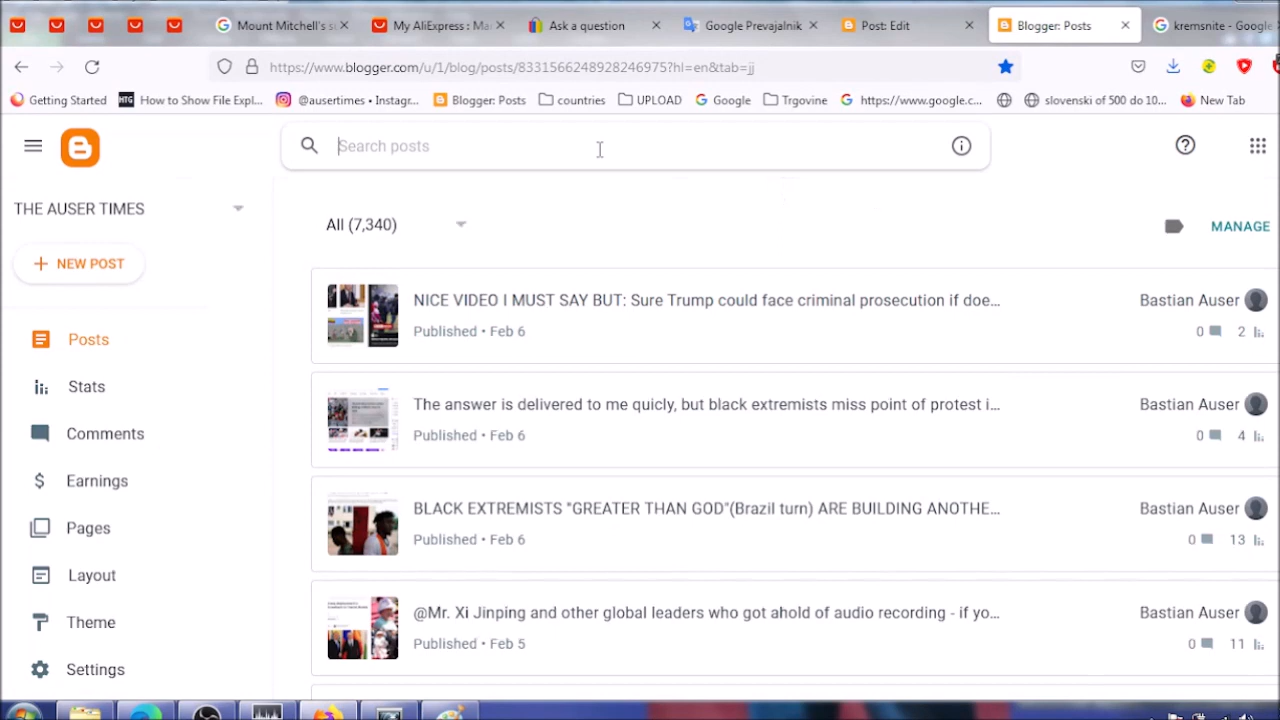 Mount Mitchell's su
My AliExpress : Ma
Ask a question
Google Prevajalnik
Post: Edit
Blogger: Posts
kremsnite - Google
https://www.blogger.com/u/1/blog/posts/8331566248928246975?hl=en&tab=jj
Getting Started
HTG
How to Show File Expl...
@ausertimes • Instagr...
Blogger: Posts
countries
UPLOAD
Google
Trgovine
https://www.google.c...
slovenski of 500 do 10...
New Tab
Search posts
THE AUSER TIMES
All (7,340)
MANAGE
NEW POST
NICE VIDEO I MUST SAY BUT: Sure Trump could face criminal prosecution if doe...
Bastian Auser
Published • Feb 6
0
2
Posts
Stats
The answer is delivered to me quicly, but black extremists miss point of protest i...
Bastian Auser
Published • Feb 6
0
4
Comments
Earnings
BLACK EXTREMISTS "GREATER THAN GOD"(Brazil turn) ARE BUILDING ANOTHE...
Bastian Auser
Published • Feb 6
0
13
Pages
Layout
@Mr. Xi Jinping and other global leaders who got ahold of audio recording - if yo...
Bastian Auser
Published • Feb 5
0
11
Theme
Settings